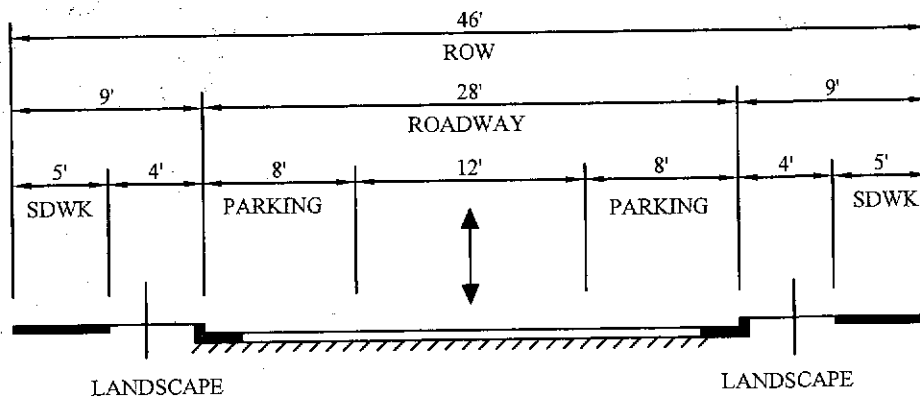 46'
ROW
9' 28' 9'
ROADWAY
5' 4' 8' 12' 8' 4' 5'
SDWK PARKING PARKING SDWK
LANDSCAPE LANDSCAPE